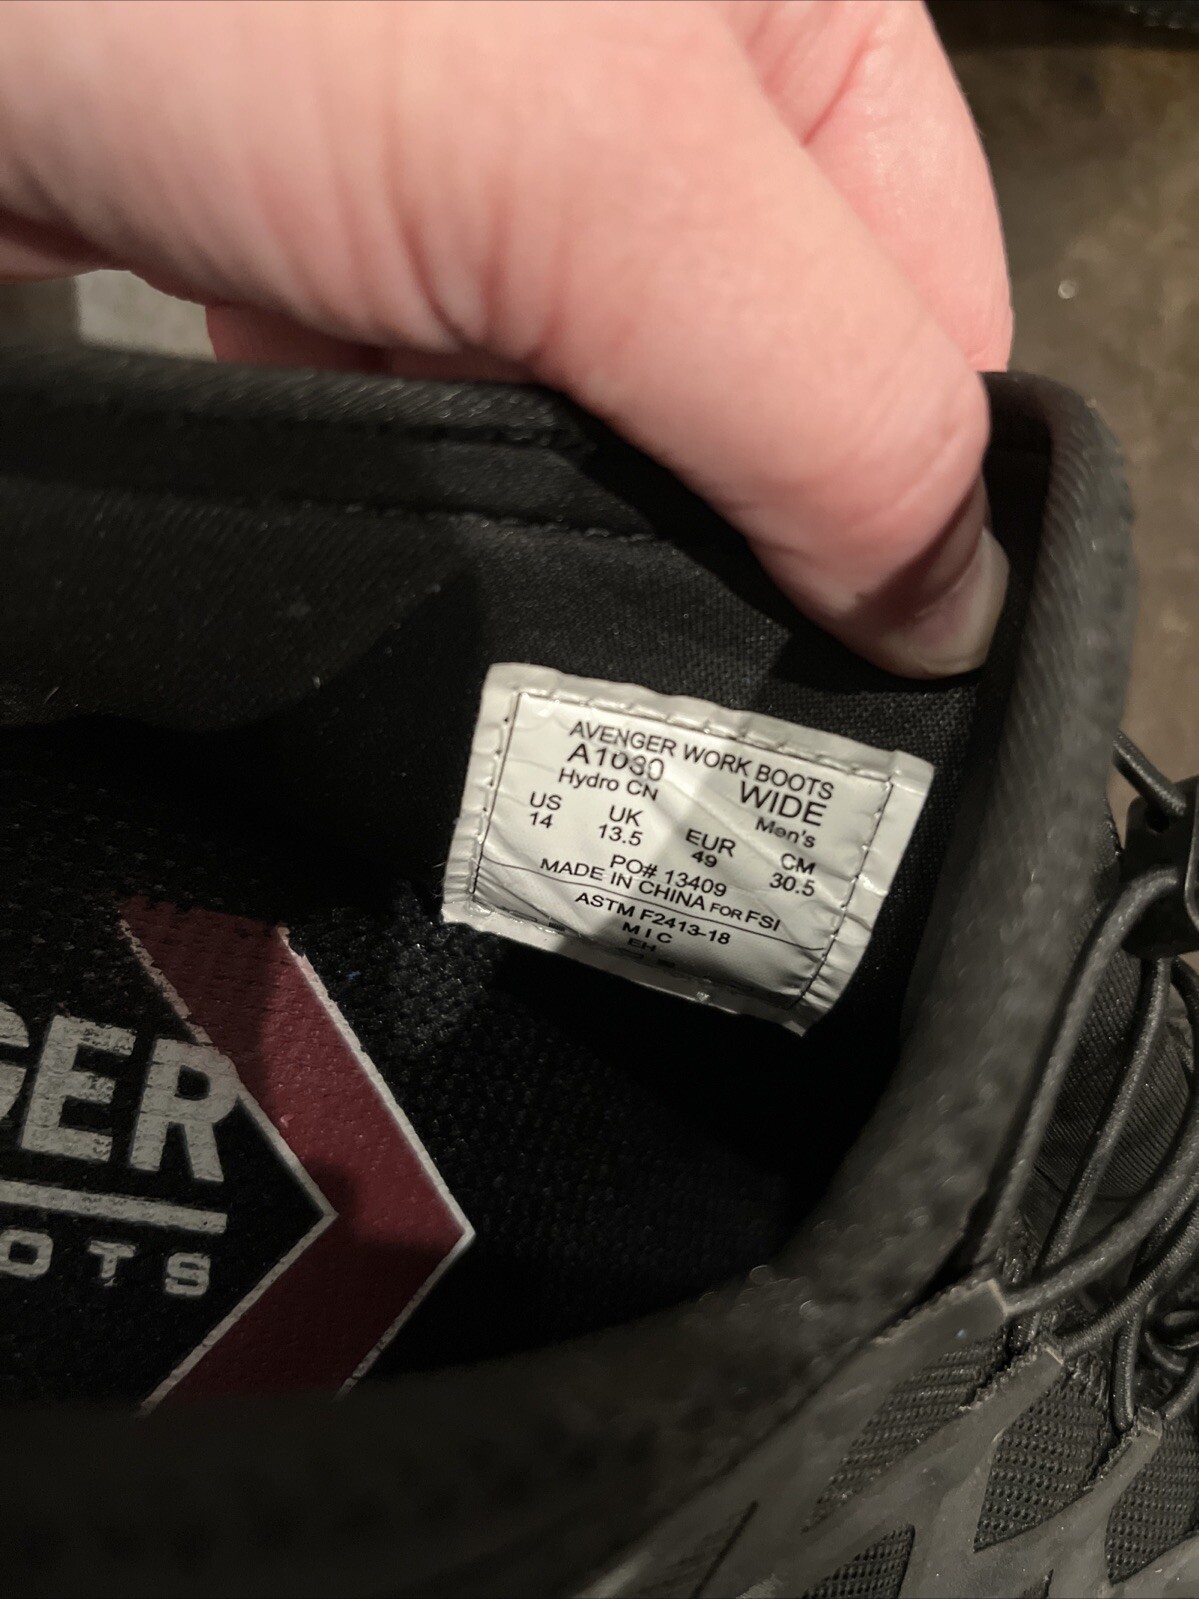 AVENGER WORK BOOTS
A1030 WIDE
Hydro CN Men's
US UK EUR CM
14 13.5 49 30.5
PO# 13409
MADE IN CHINA FOR FSI
ASTM F2413-18
M I C
EH
GER
OTS